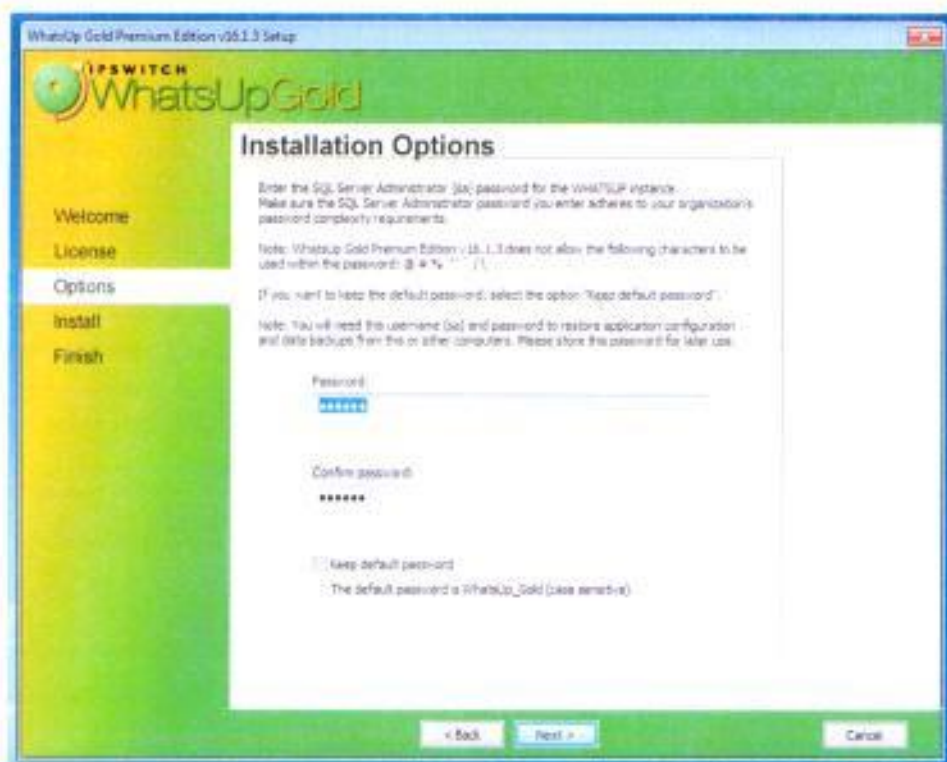 WhatsUp Gold Premium Edition v16.1.3 Setup
IPSWITCH
WhatsUpGold
Installation Options
Enter the SQL Server Administrator (sa) password for the WHATSUP instance.
Make sure the SQL Server Administrator password you enter adheres to your organization's
password complexity requirements.
Note: WhatsUp Gold Premium Edition v16.1.3 does not allow the following characters to be
used within the password:
If you want to keep the default password, select the option "Keep default password".
Note: You will need this username (sa) and password to restore application configuration
and data backups from this or other computers. Please store this password for later use.
Welcome
License
Options
Install
Finish
Password:
Confirm password:
Keep default password
The default password is WhatsUp_Gold (case sensitive)
< Back
Next >
Cancel